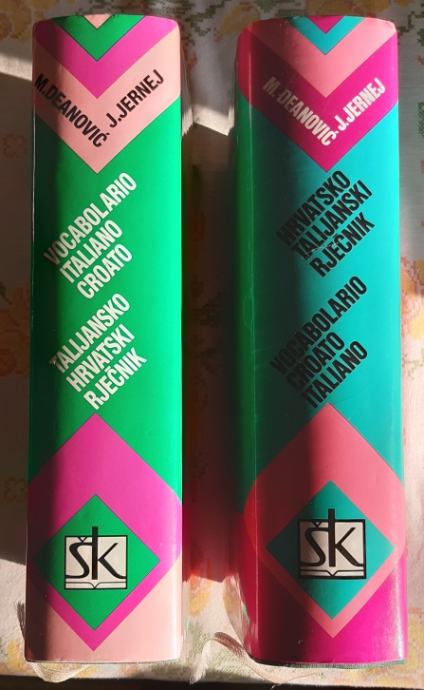 M.DEANOVIĆ - J.JERNEJ
VOCABOLARIO
ITALIANO
CROATO
TALIJANSKO
HRVATSKI
RJEČNIK
ŠK
M.DEANOVIĆ - J.JERNEJ
HRVATSKO
TALIJANSKI
RJEČNIK
VOCABOLARIO
CROATO
ITALIANO
ŠK